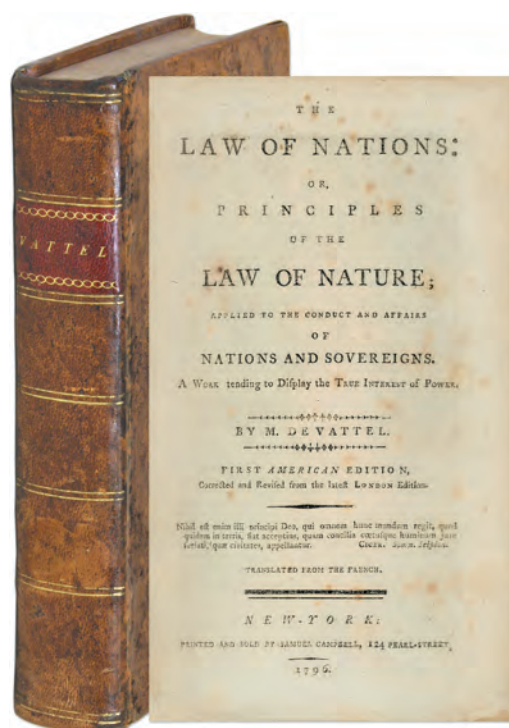 VATTEL
THE
LAW OF NATIONS:
OR,
PRINCIPLES
OF THE
LAW OF NATURE;
APPLIED TO THE CONDUCT AND AFFAIRS
OF
NATIONS AND SOVEREIGNS.
A WORK tending to Display the TRUE INTEREST of POWER.
BY M. DE VATTEL.
FIRST AMERICAN EDITION,
Corrected and Revised from the latest LONDON Edition.
Nihil est enim illi principi Deo, qui omnem hunc mundum regit, quod
quidem in terris, fiat acceptius, quam concilia cœtusque hominum jure
sociati, quæ civitates, appellantur. CICER. Scipion.
TRANSLATED FROM THE FRENCH.
NEW-YORK:
PRINTED AND SOLD BY SAMUEL CAMPBELL, 124 PEARL-STREET,
1796.